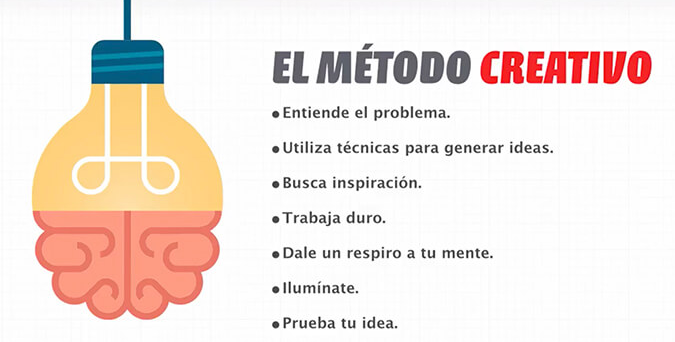 EL MÉTODO CREATIVO
• Entiende el problema.
• Utiliza técnicas para generar ideas.
• Busca inspiración.
• Trabaja duro.
• Dale un respiro a tu mente.
• Ilumínate.
• Prueba tu idea.